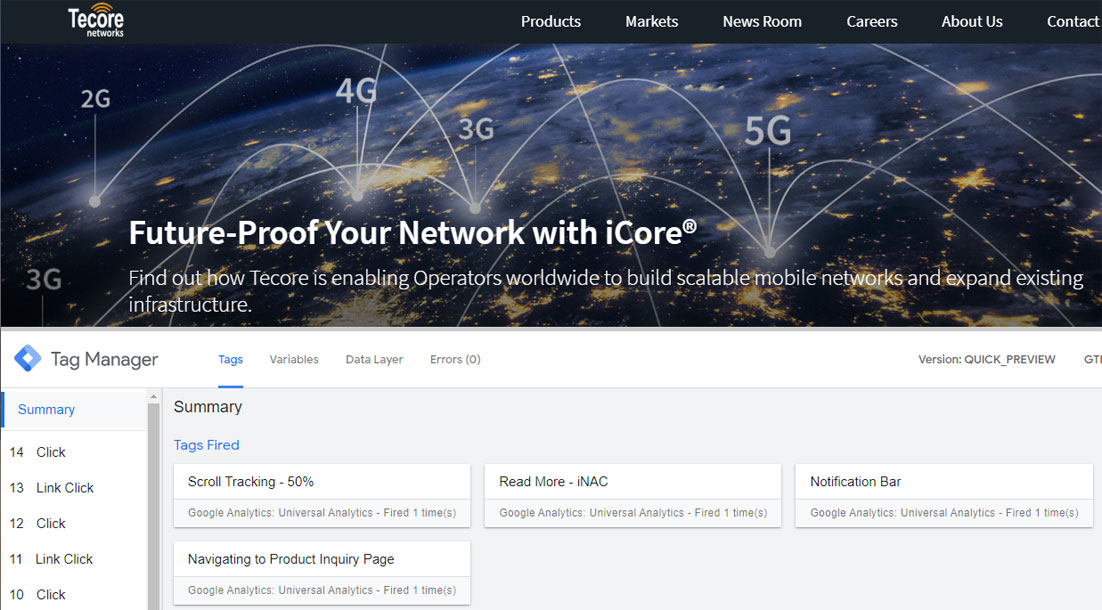 Tecore
networks
Products
Markets
News Room
Careers
About Us
Contact
2G
4G
3G
5G
3G
Future-Proof Your Network with iCore®
Find out how Tecore is enabling Operators worldwide to build scalable mobile networks and expand existing
infrastructure.
Tag Manager
Tags
Variables
Data Layer
Errors (0)
Version: QUICK_PREVIEW
Summary
14 Click
13 Link Click
12 Click
11 Link Click
10 Click
Summary
Tags Fired
Scroll Tracking - 50%
Google Analytics: Universal Analytics - Fired 1 time(s)
Read More - iNAC
Google Analytics: Universal Analytics - Fired 1 time(s)
Notification Bar
Google Analytics: Universal Analytics - Fired 1 time(s)
Navigating to Product Inquiry Page
Google Analytics: Universal Analytics - Fired 1 time(s)